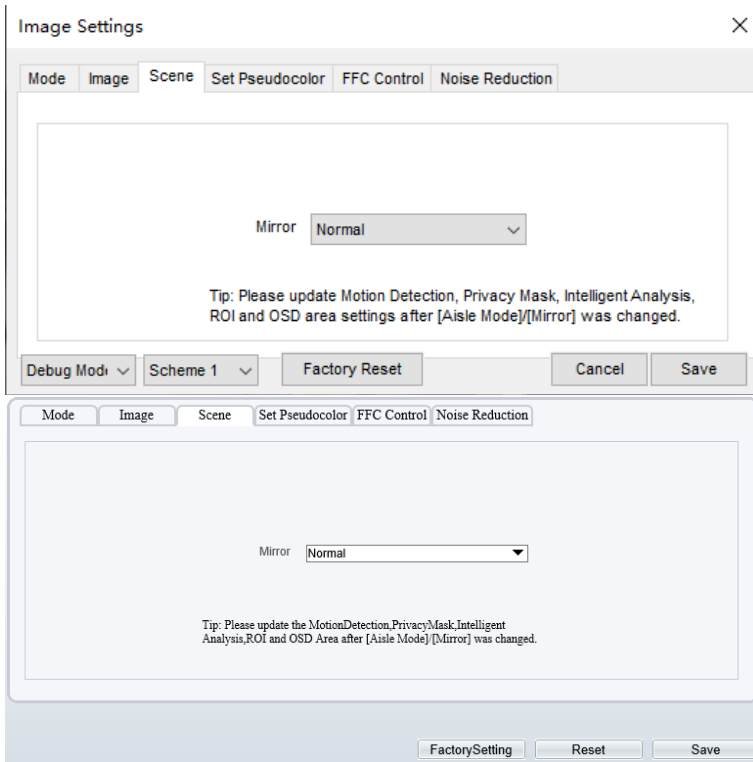 Image Settings
Mode Image Scene Set Pseudocolor FFC Control Noise Reduction
Mirror Normal
Tip: Please update Motion Detection, Privacy Mask, Intelligent Analysis,
ROI and OSD area settings after [Aisle Mode]/[Mirror] was changed.
Debug Mod Scheme 1 Factory Reset Cancel Save
Mode Image Scene Set Pseudocolor FFC Control Noise Reduction
Mirror Normal
Tip: Please update the MotionDetection,PrivacyMask,Intelligent
Analysis,ROI and OSD Area after [Aisle Mode]/[Mirror] was changed.
FactorySetting Reset Save